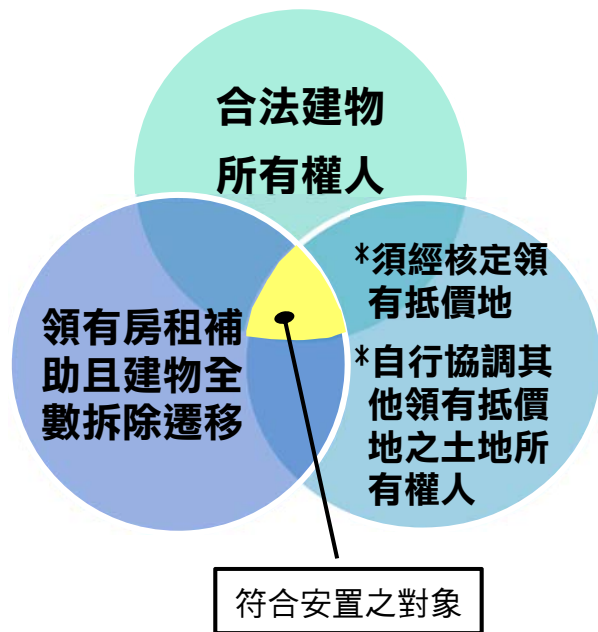 合法建物
所有權人
領有房租補
助且建物全
數拆除遷移
*須經核定領
有抵價地
*自行協調其
他領有抵價
地之土地所
有權人
符合安置之對象